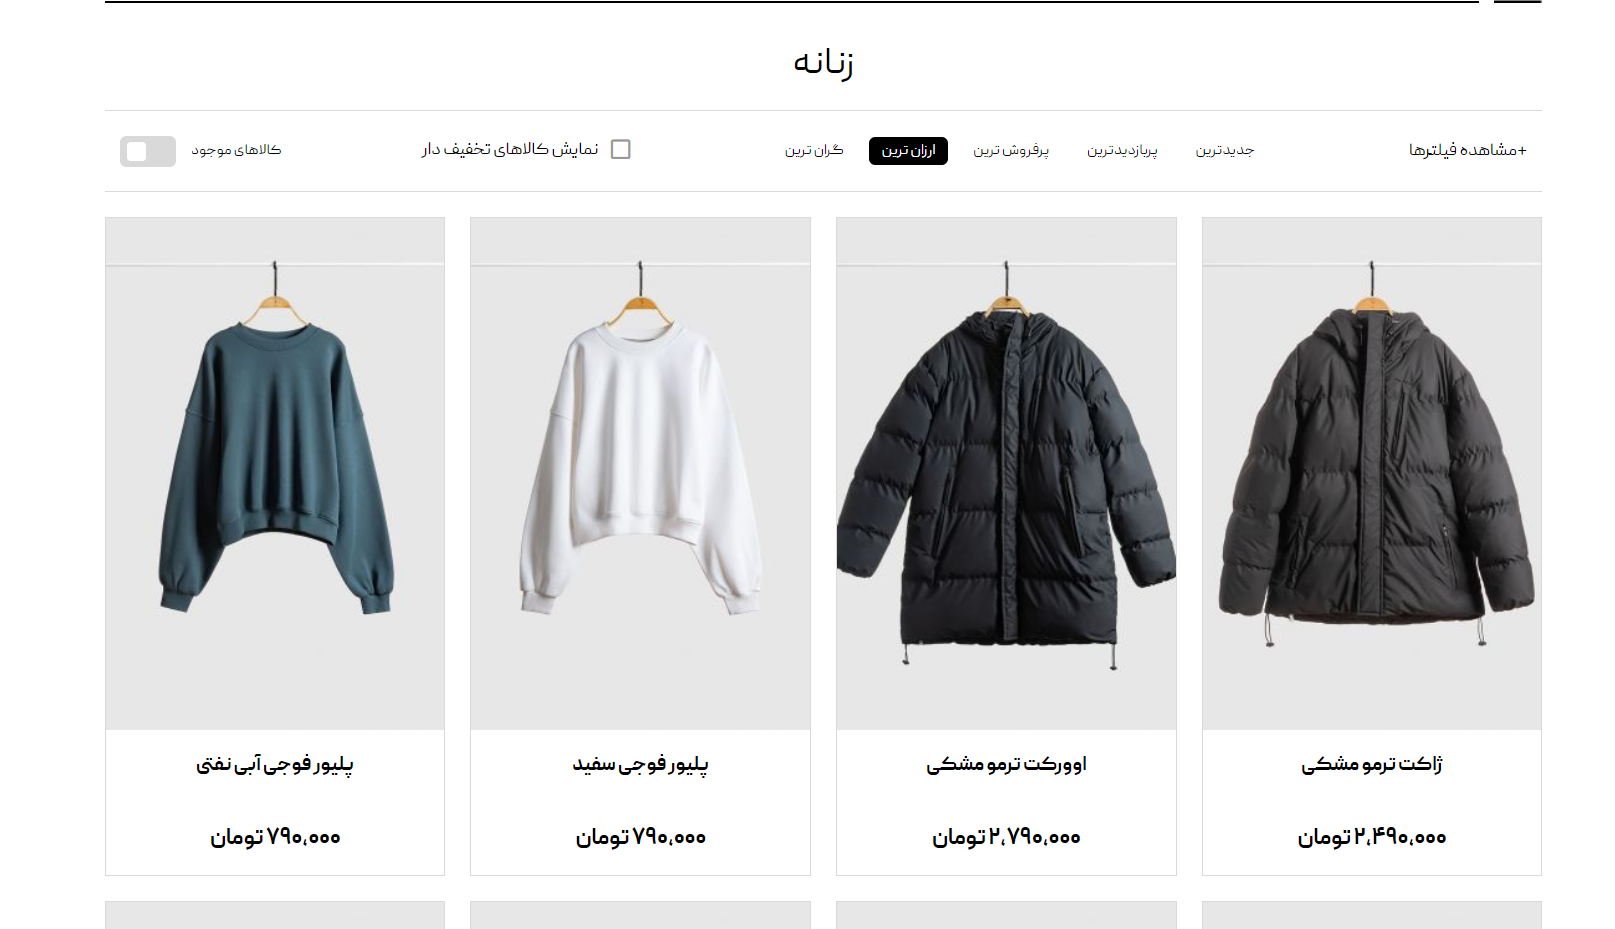 زنانه
+مشاهده فیلترها
جدیدترین
پربازدیدترین
پرفروش ترین
ارزان ترین
گران ترین
نمایش کالاهای تخفیف دار
کالاهای موجود
ژاکت ترمو مشکی
۲،۴۹۰،۰۰۰ تومان
اوورکت ترمو مشکی
۲،۷۹۰،۰۰۰ تومان
پلیور فوجی سفید
۷۹۰،۰۰۰ تومان
پلیور فوجی آبی نفتی
۷۹۰،۰۰۰ تومان